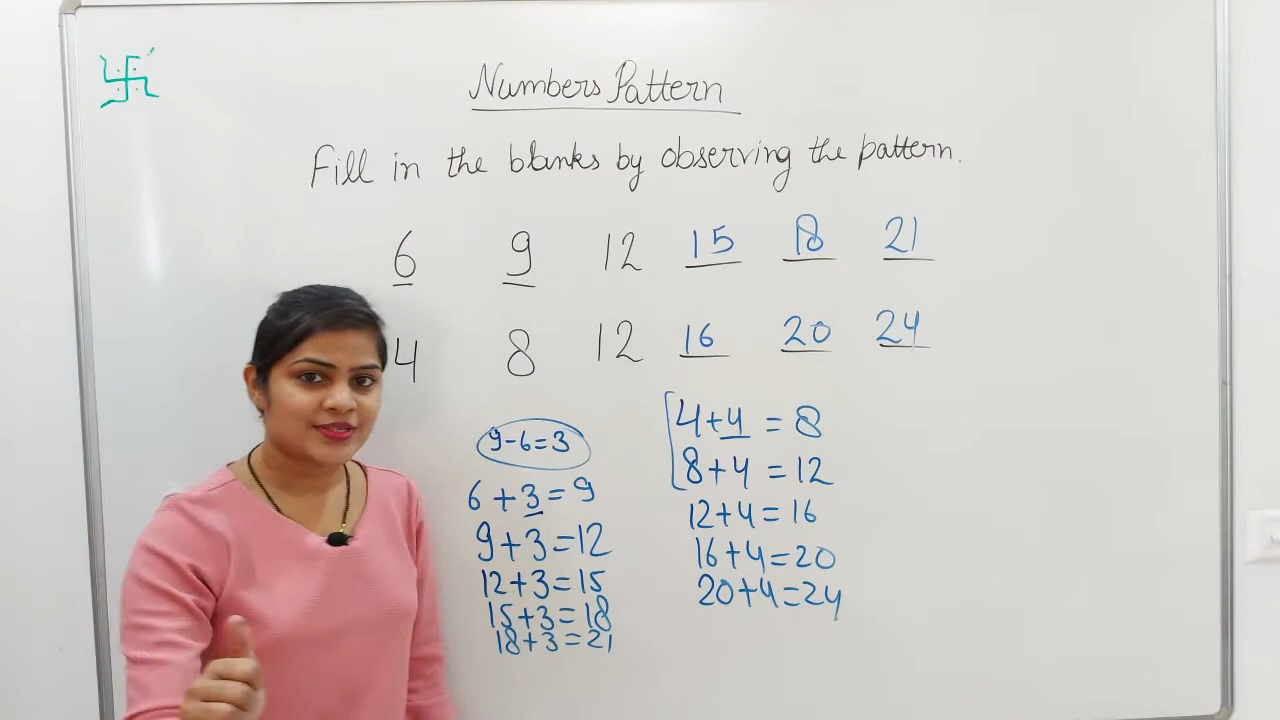 Numbers Pattern
Fill in the blanks by observing the pattern.
6 9 12 15 18 21
4 8 12 16 20 24
9-6=3
6+3=9
9+3=12
12+3=15
15+3=18
18+3=21
4+4=8
8+4=12
12+4=16
16+4=20
20+4=24